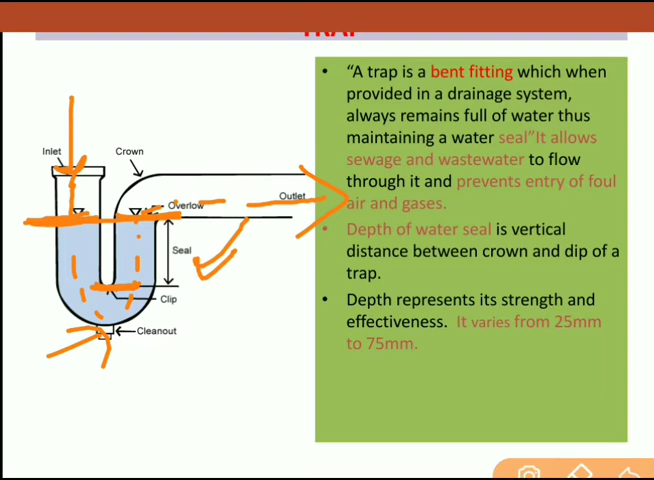 TRAP
Inlet
Crown
Overlow
Outlet
Seal
Clip
Cleanout
• “A trap is a bent fitting which when
provided in a drainage system,
always remains full of water thus
maintaining a water seal”It allows
sewage and wastewater to flow
through it and prevents entry of foul
air and gases.
• Depth of water seal is vertical
distance between crown and dip of a
trap.
• Depth represents its strength and
effectiveness. It varies from 25mm
to 75mm.